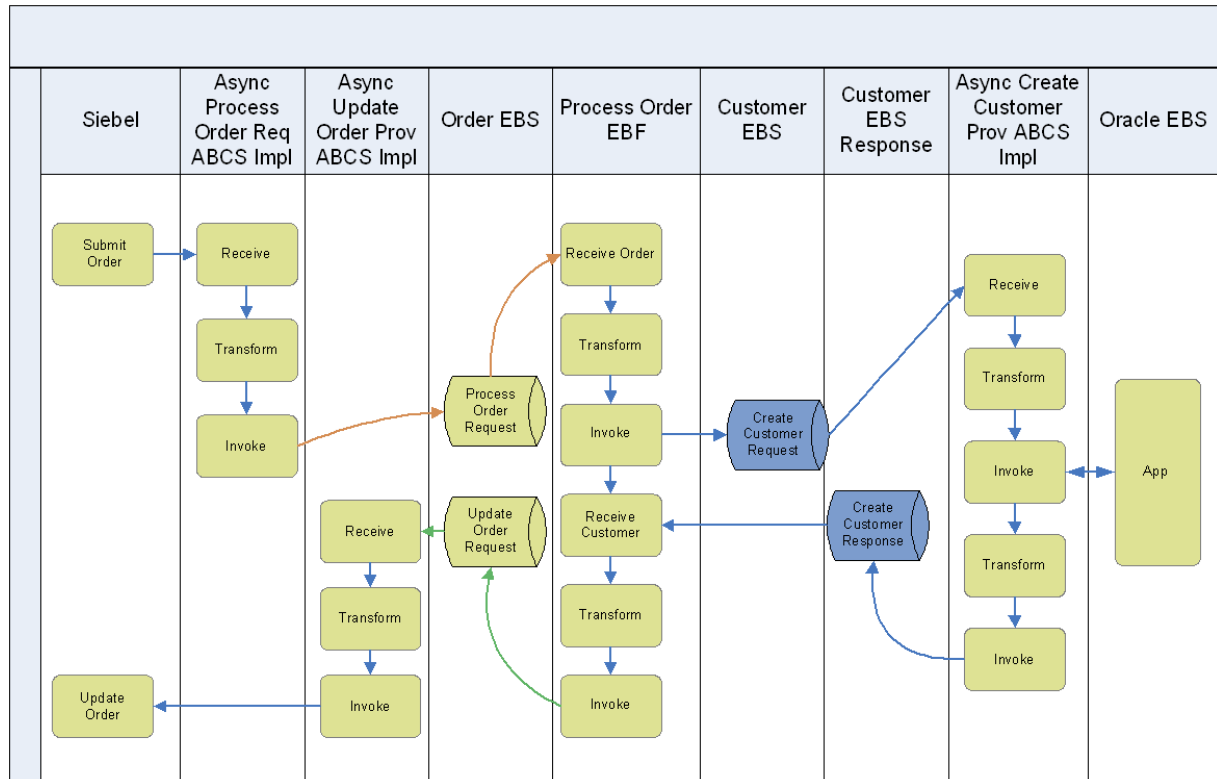 Siebel
Async
Process
Order Req
ABCS Impl
Async
Update
Order Prov
ABCS Impl
Order EBS
Process Order
EBF
Customer
EBS
Customer
EBS
Response
Async Create
Customer
Prov ABCS
Impl
Oracle EBS
Submit
Order
Update
Order
Receive
Transform
Invoke
Receive
Transform
Invoke
Process
Order
Request
Update
Order
Request
Receive Order
Transform
Invoke
Receive
Customer
Transform
Invoke
Create
Customer
Request
Create
Customer
Response
Receive
Transform
Invoke
Transform
Invoke
App